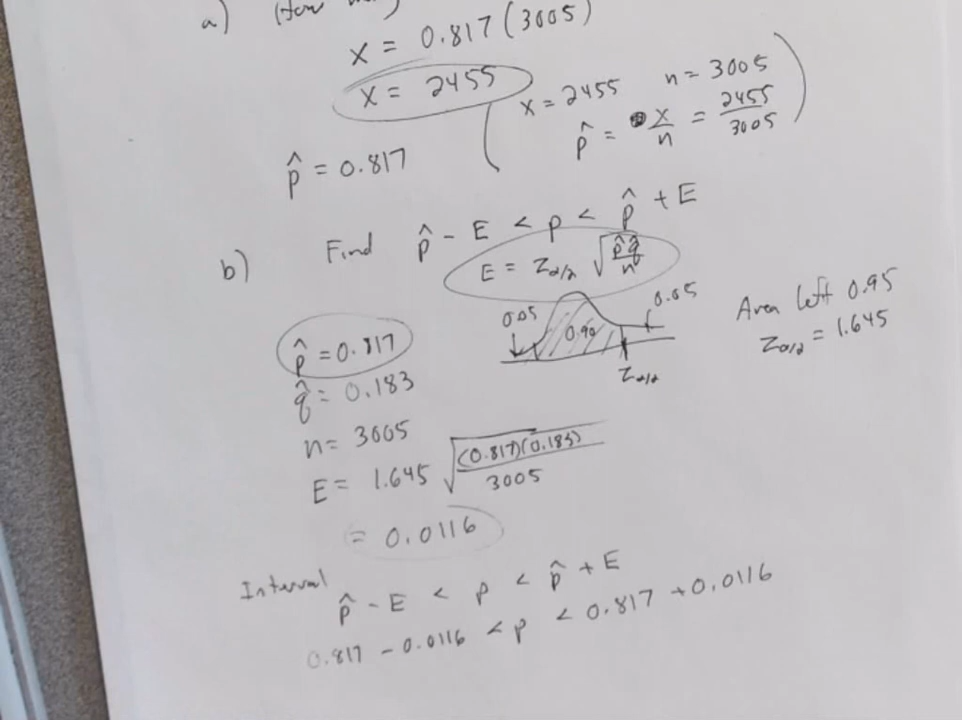 a) How
x = 0.817 (3005)
x = 2455
( x = 2455 n = 3005
p̂ = x/n = 2455/3005 )
p̂ = 0.817
b) Find p̂ - E < p < p̂ + E
E = Zα/2 √(p̂q̂/n)
0.05 0.90 0.05
Zα/2
Area left 0.95
Zα/2 = 1.645
p̂ = 0.817
q̂ = 0.183
n = 3005
E = 1.645 √((0.817)(0.183)/3005)
= 0.0116
Interval
p̂ - E < p < p̂ + E
0.817 - 0.0116 < p < 0.817 + 0.0116